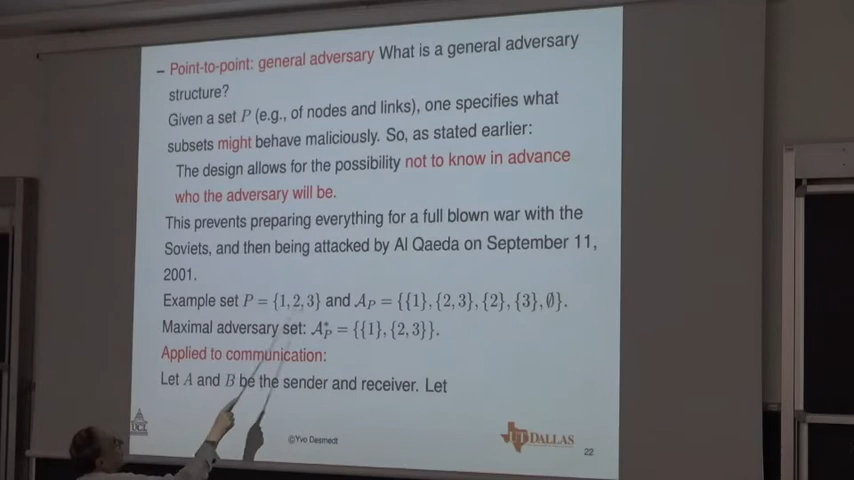 – Point-to-point: general adversary What is a general adversary
structure?
Given a set P (e.g., of nodes and links), one specifies what
subsets might behave maliciously. So, as stated earlier:
The design allows for the possibility not to know in advance
who the adversary will be.
This prevents preparing everything for a full blown war with the
Soviets, and then being attacked by Al Qaeda on September 11,
2001.
Example set P = {1, 2, 3} and 𝒜_P = {{1}, {2, 3}, {2}, {3}, ∅}.
Maximal adversary set: 𝒜*_P = {{1}, {2, 3}}.
Applied to communication:
Let A and B be the sender and receiver. Let
UCL
©Yvo Desmedt
UT DALLAS
22